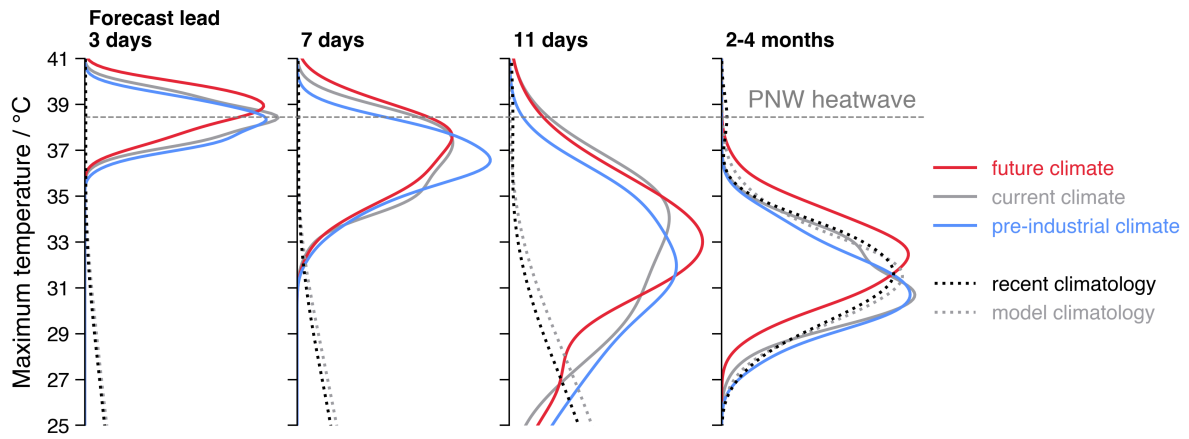 Forecast lead
3 days
7 days
11 days
2-4 months
Maximum temperature / °C
41
39
37
35
33
31
29
27
25
PNW heatwave
future climate
current climate
pre-industrial climate
recent climatology
model climatology